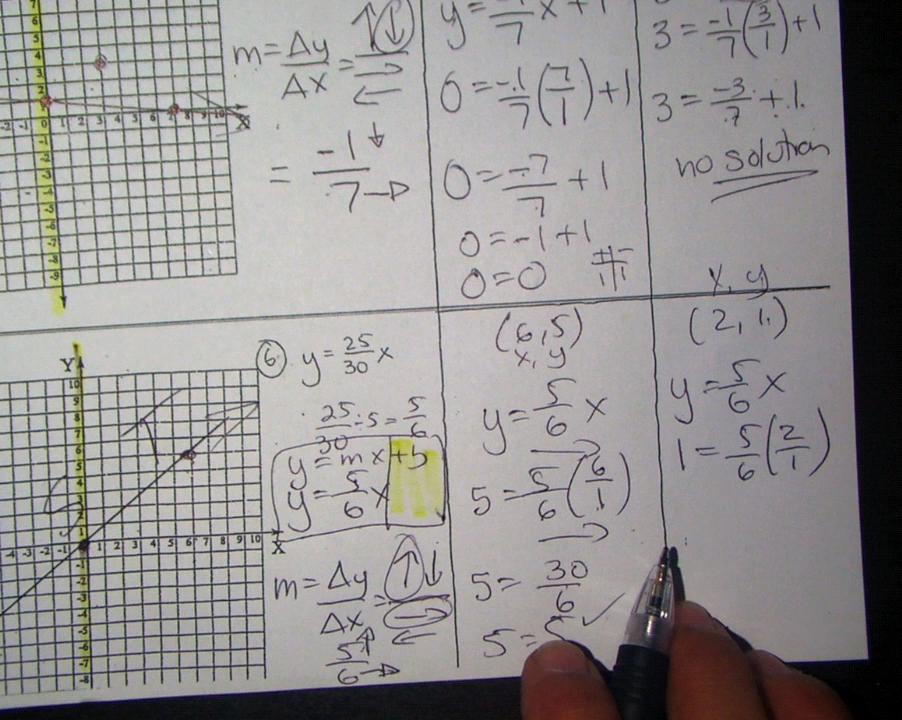 m = Δy/Δx =
= -1/7
y = -1/7 x + 1
0 = -1/7 (7/1) + 1
0 = -7/7 + 1
0 = -1 + 1
0 = 0
3 = -1/7 (3/1) + 1
3 = -3/7 + 1
no solution
X
Y
X
6 y = 25/30 x
25/30 ÷ 5 = 5/6
y = mx + b
y = 5/6 x
m = Δy/Δx =
5/6
(6,5)
x, y
y = 5/6 x
5 = 5/6 (6/1)
5 = 30/6
5 = 5 ✓
x, y
(2, 1)
y = 5/6 x
1 = 5/6 (2/1)